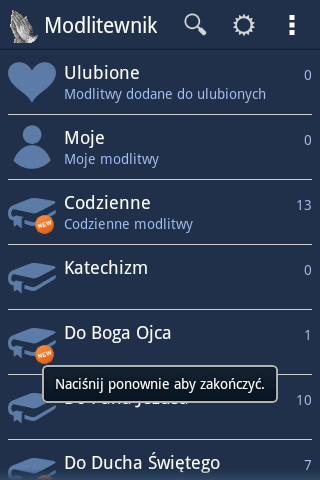 Modlitewnik
Ulubione
0
Modlitwy dodane do ulubionych
Moje
0
Moje modlitwy
Codzienne
13
NEW
Codzienne modlitwy
Katechizm
0
Do Boga Ojca
1
NEW
Naciśnij ponownie aby zakończyć.
10
Do Ducha Świętego
7